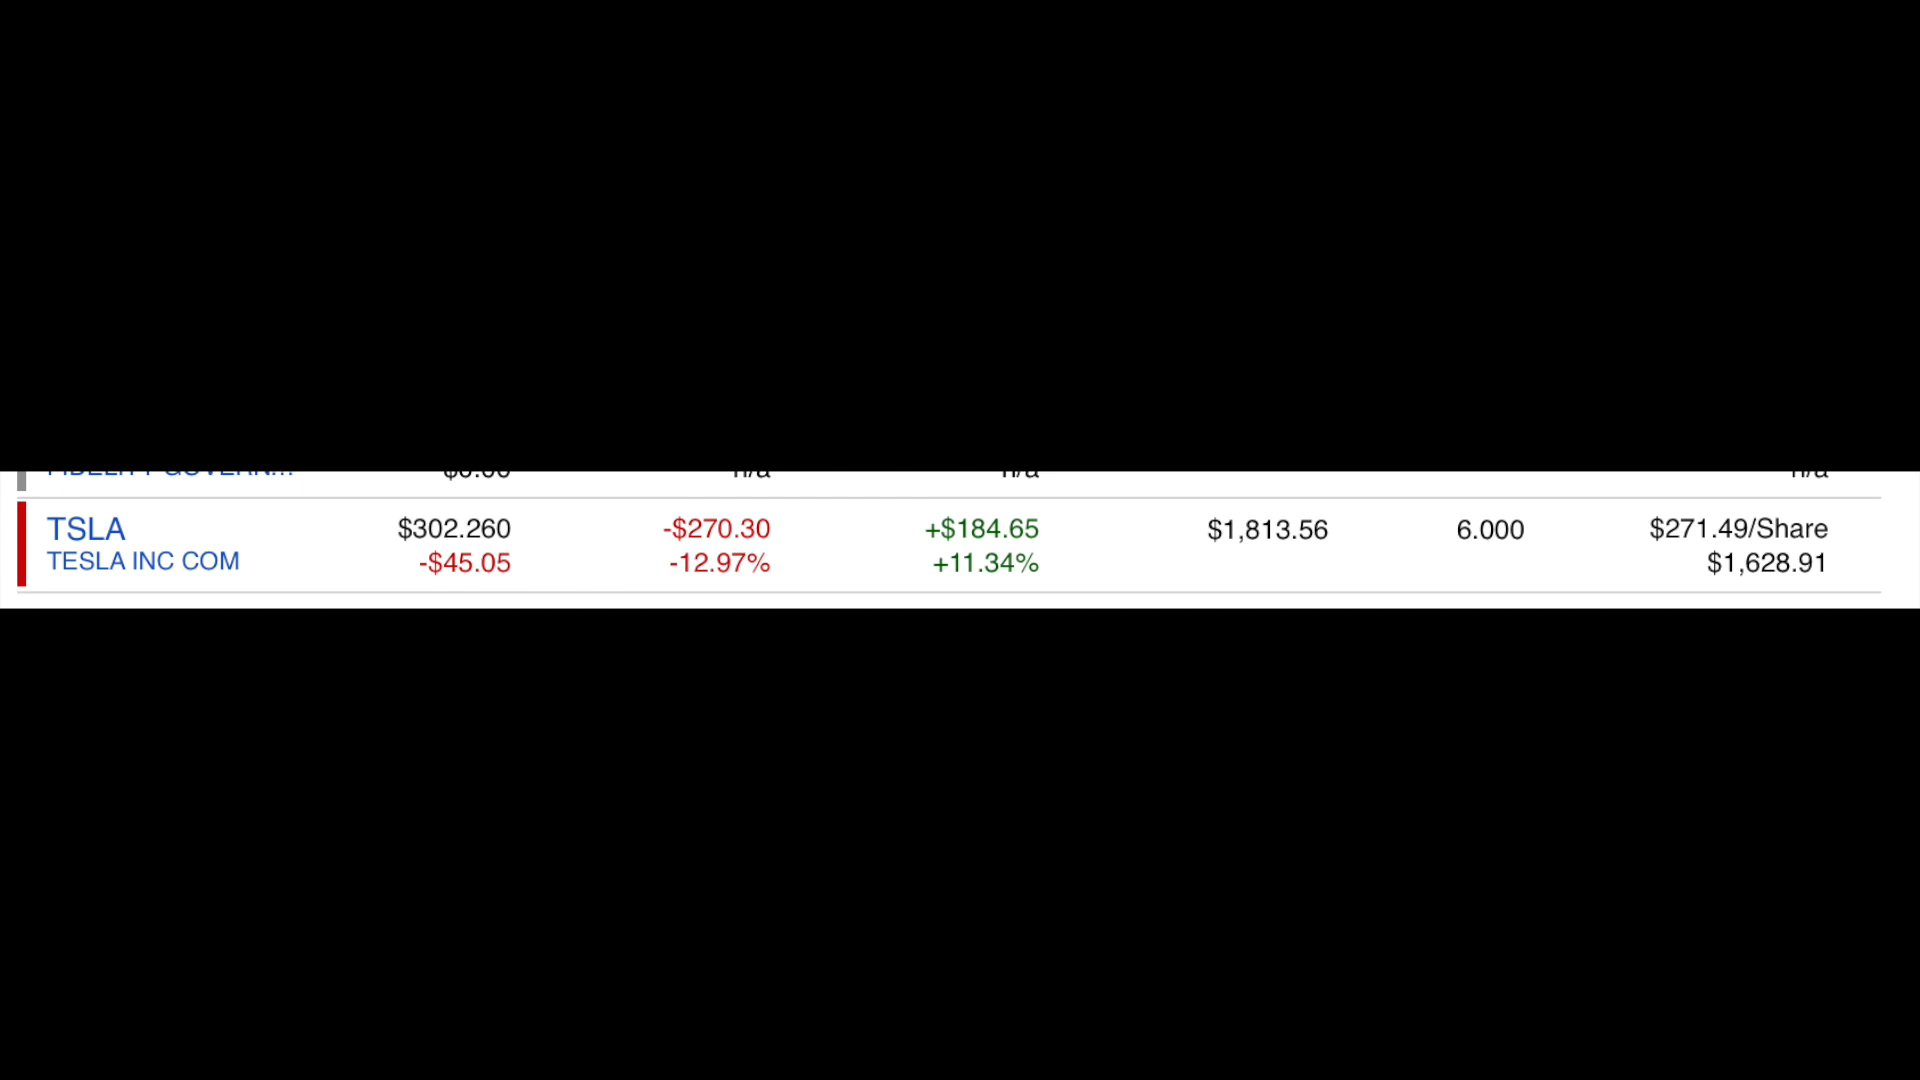 TSLA $302.260 -$270.30 +$184.65 $1,813.56 6.000 $271.49/Share
TESLA INC COM -$45.05 -12.97% +11.34% $1,628.91